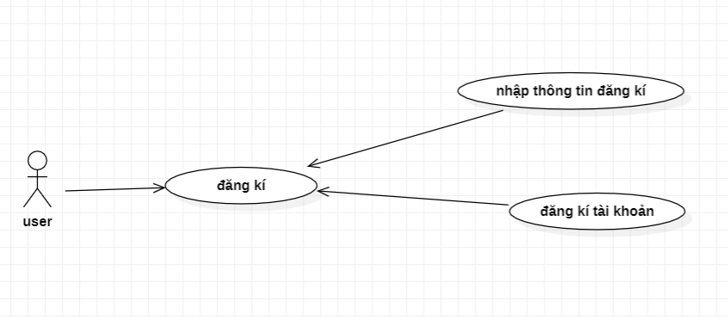 nhập thông tin đăng kí
đăng kí
đăng kí tài khoản
user